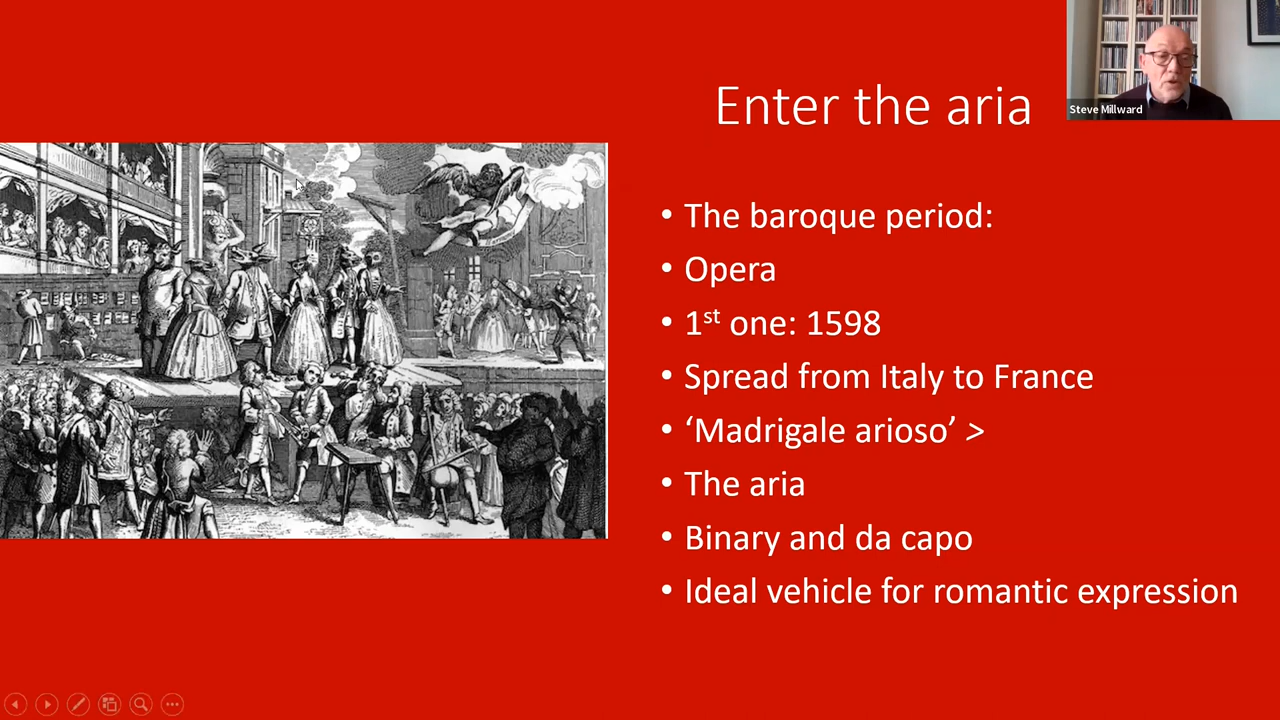 Enter the aria
Steve Millward
• The baroque period:
• Opera
• 1st one: 1598
• Spread from Italy to France
• ‘Madrigale arioso’ >
• The aria
• Binary and da capo
• Ideal vehicle for romantic expression